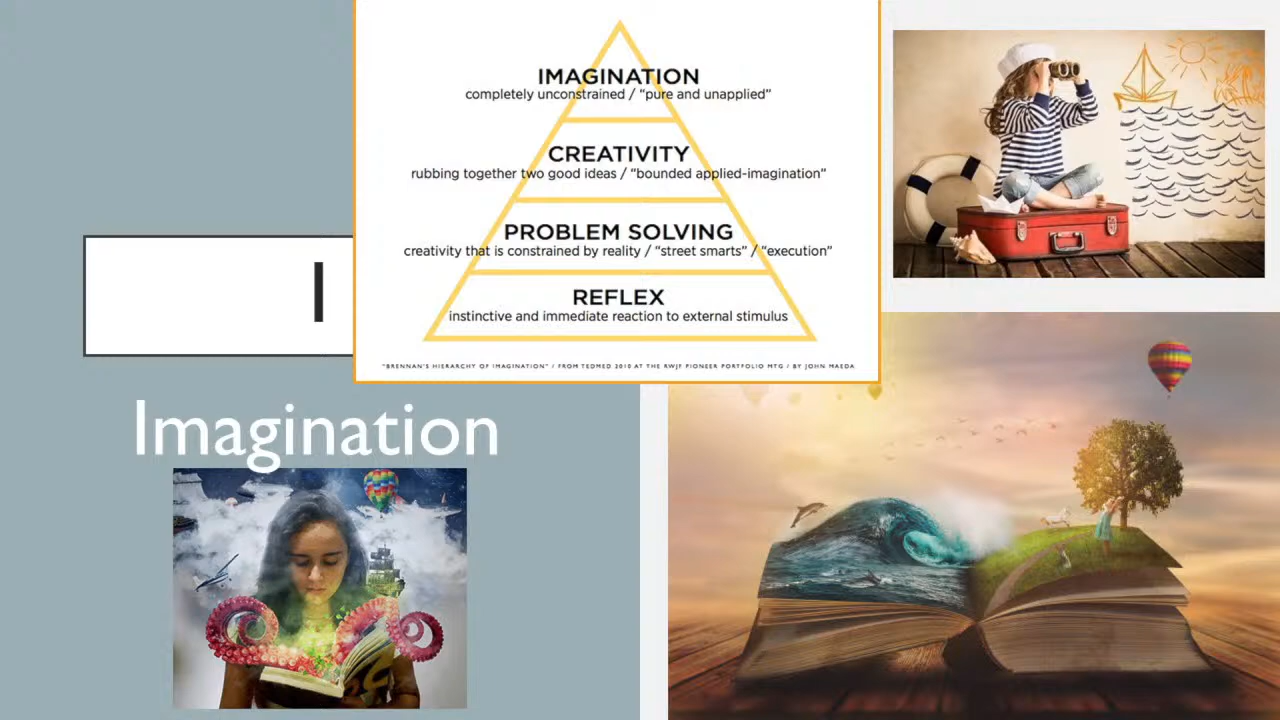 IMAGINATION
completely unconstrained / "pure and unapplied"
CREATIVITY
rubbing together two good ideas / "bounded applied-imagination"
PROBLEM SOLVING
creativity that is constrained by reality / "street smarts" / "execution"
REFLEX
instinctive and immediate reaction to external stimulus
"BRENNAN'S HIERARCHY OF IMAGINATION" / FROM TEDMED 2010 AT THE RWJF PIONEER PORTFOLIO MTG / BY JOHN MAEDA
I
Imagination